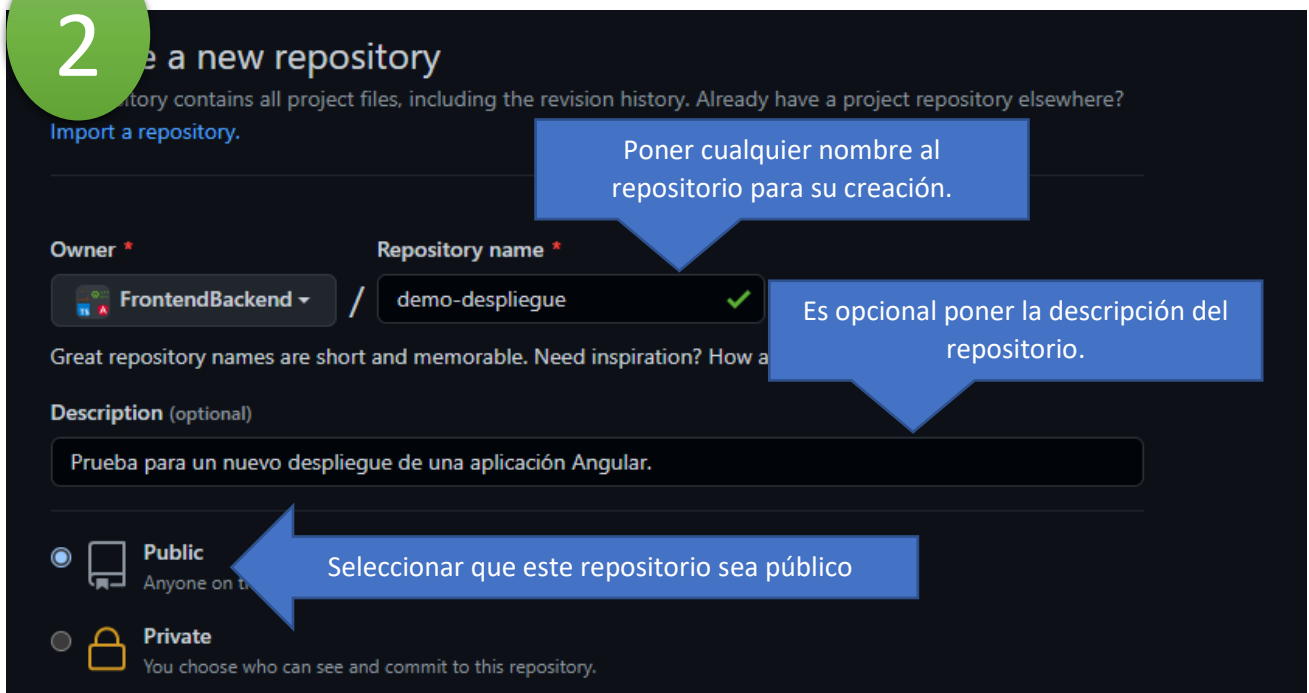 2
e a new repository
itory contains all project files, including the revision history. Already have a project repository elsewhere?
Import a repository.
Poner cualquier nombre al
repositorio para su creación.
Owner *
Repository name *
FrontendBackend
/
demo-despliegue
Es opcional poner la descripción del
repositorio.
Great repository names are short and memorable. Need inspiration? How a
Description (optional)
Prueba para un nuevo despliegue de una aplicación Angular.
Public
Anyone on t
Seleccionar que este repositorio sea público
Private
You choose who can see and commit to this repository.